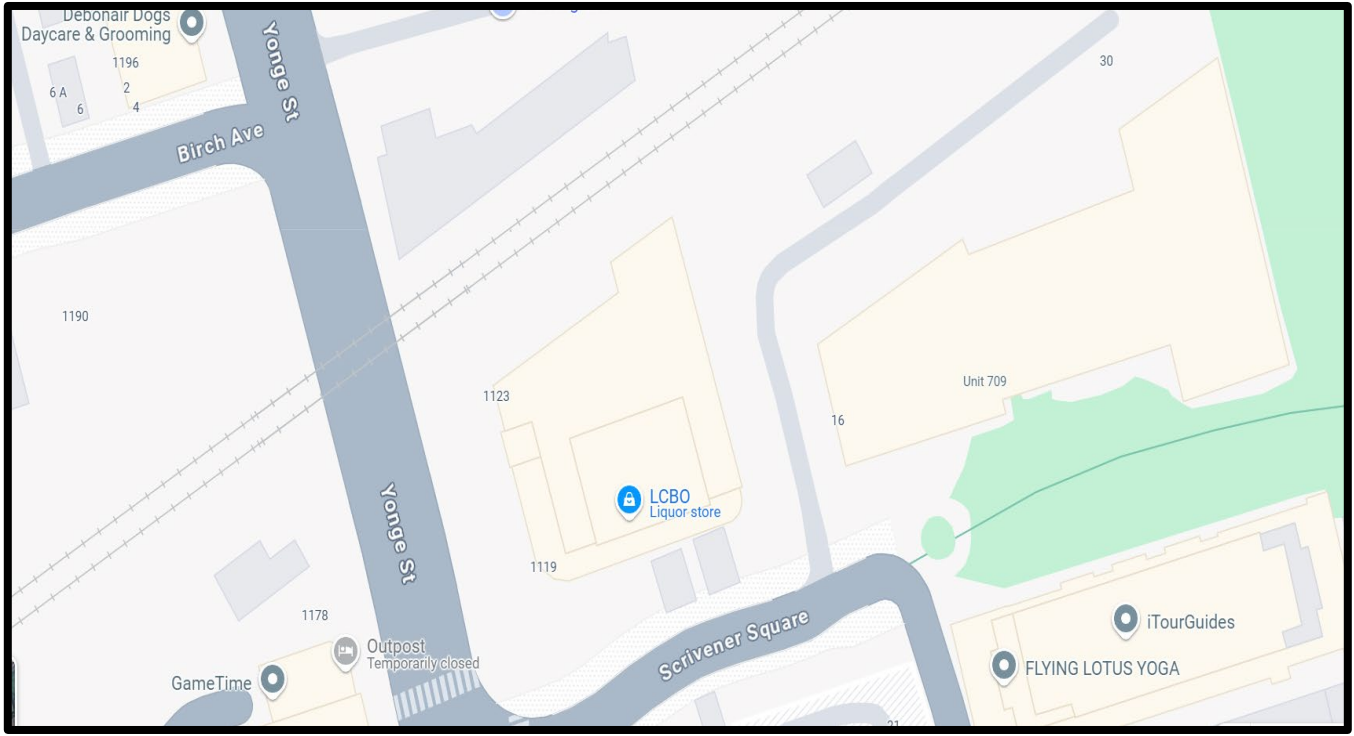 Debonair Dogs
Daycare & Grooming
1196
2
4
6 A
6
Yonge St
Birch Ave
30
1190
1123
Unit 709
16
LCBO
Liquor store
Yonge St
1119
1178
Outpost
Temporarily closed
GameTime
Scrivener Square
iTourGuides
FLYING LOTUS YOGA